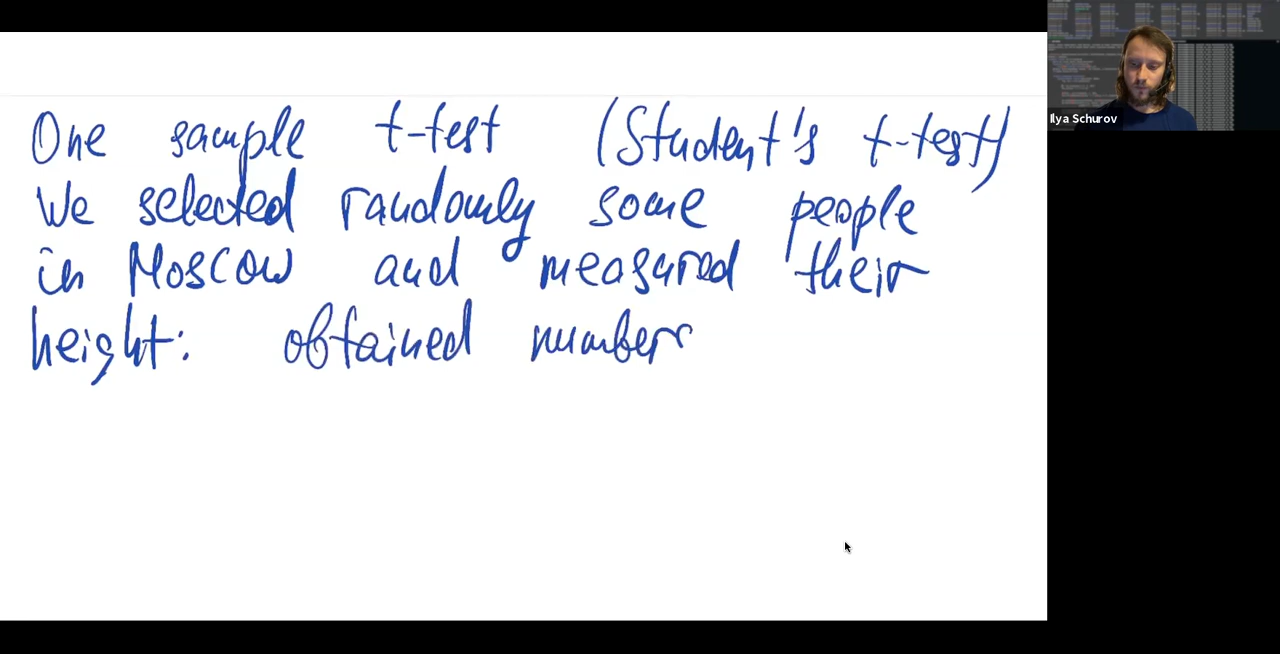 One sample t-test (Student's t-test)
We selected randomly some people
in Moscow and measured their
height: obtained numbers
Ilya Schurov